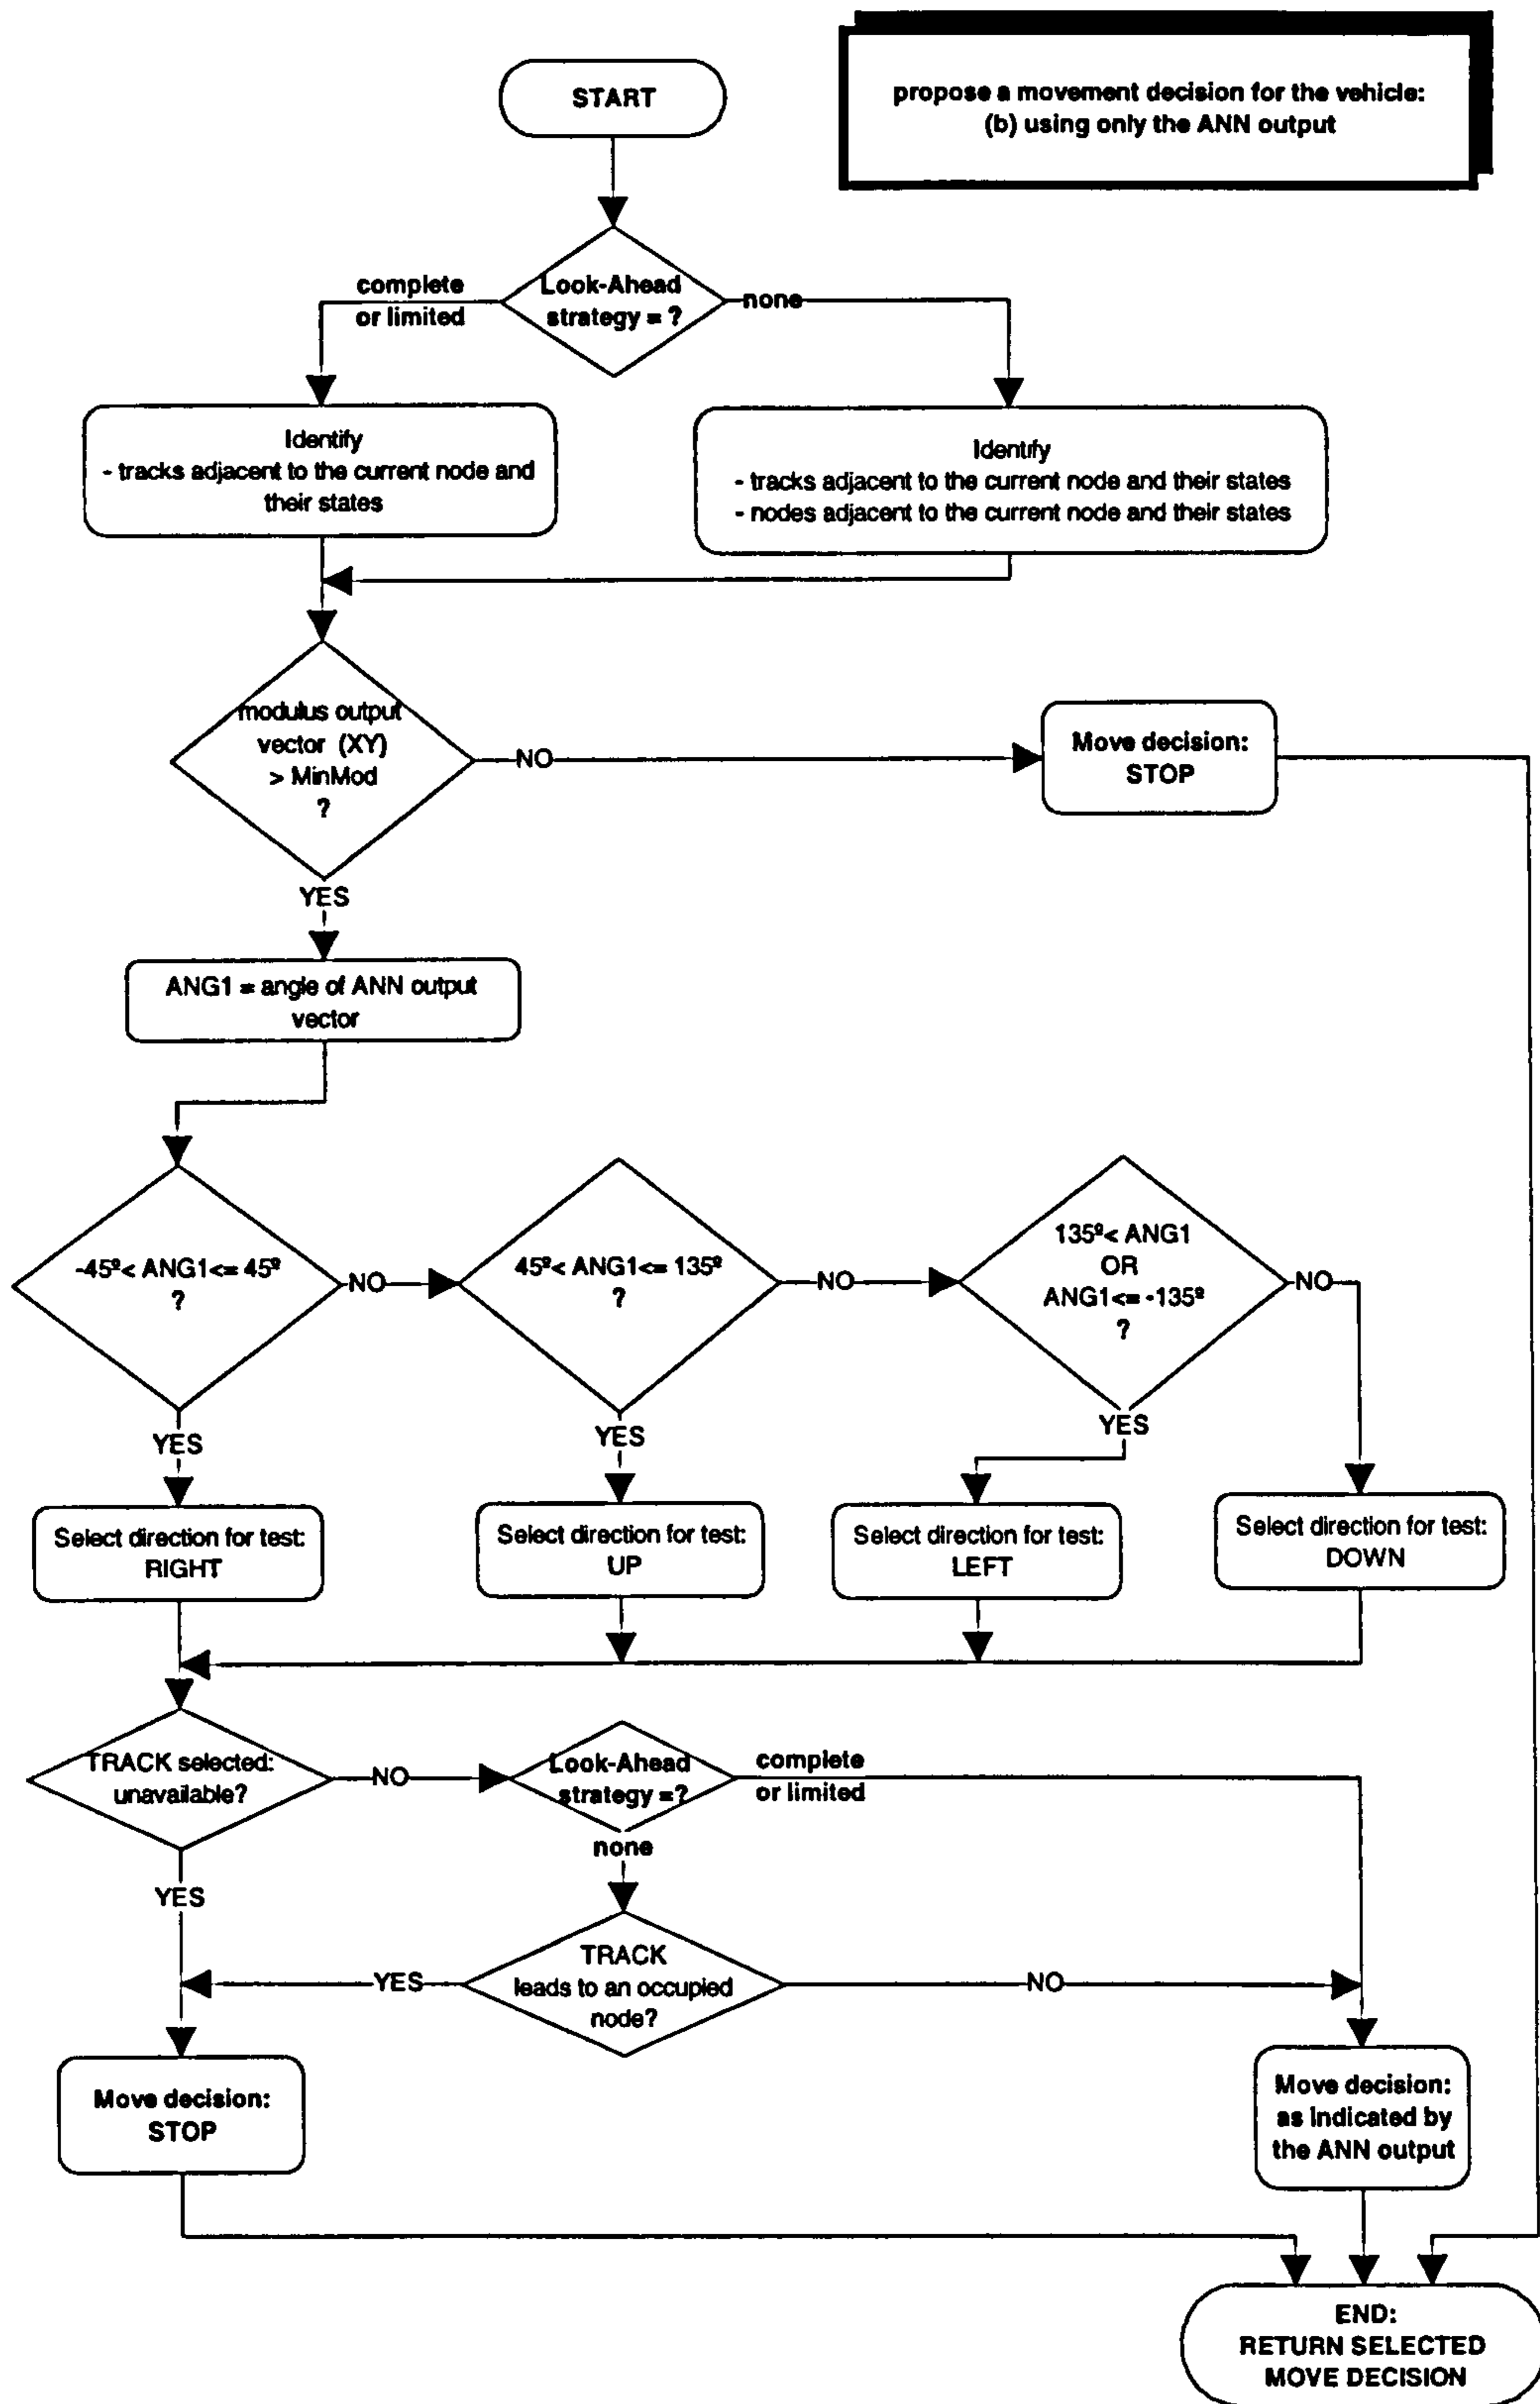 propose a movement decision for the vehicle:
(b) using only the ANN output
START
Look-Ahead
strategy = ?
complete
or limited
none
Identify
- tracks adjacent to the current node and
their states
Identify
- tracks adjacent to the current node and their states
- nodes adjacent to the current node and their states
modulus output
vector (XY)
> MinMod
?
NO
Move decision:
STOP
YES
ANG1 = angle of ANN output
vector
-45º< ANG1<= 45º
?
NO
45º< ANG1<= 135º
?
NO
135º< ANG1
OR
ANG1<= -135º
?
NO
YES
YES
YES
Select direction for test:
RIGHT
Select direction for test:
UP
Select direction for test:
LEFT
Select direction for test:
DOWN
TRACK selected:
unavailable?
NO
Look-Ahead
strategy =?
complete
or limited
none
YES
TRACK
leads to an occupied
node?
YES
NO
Move decision:
STOP
Move decision:
as indicated by
the ANN output
END:
RETURN SELECTED
MOVE DECISION